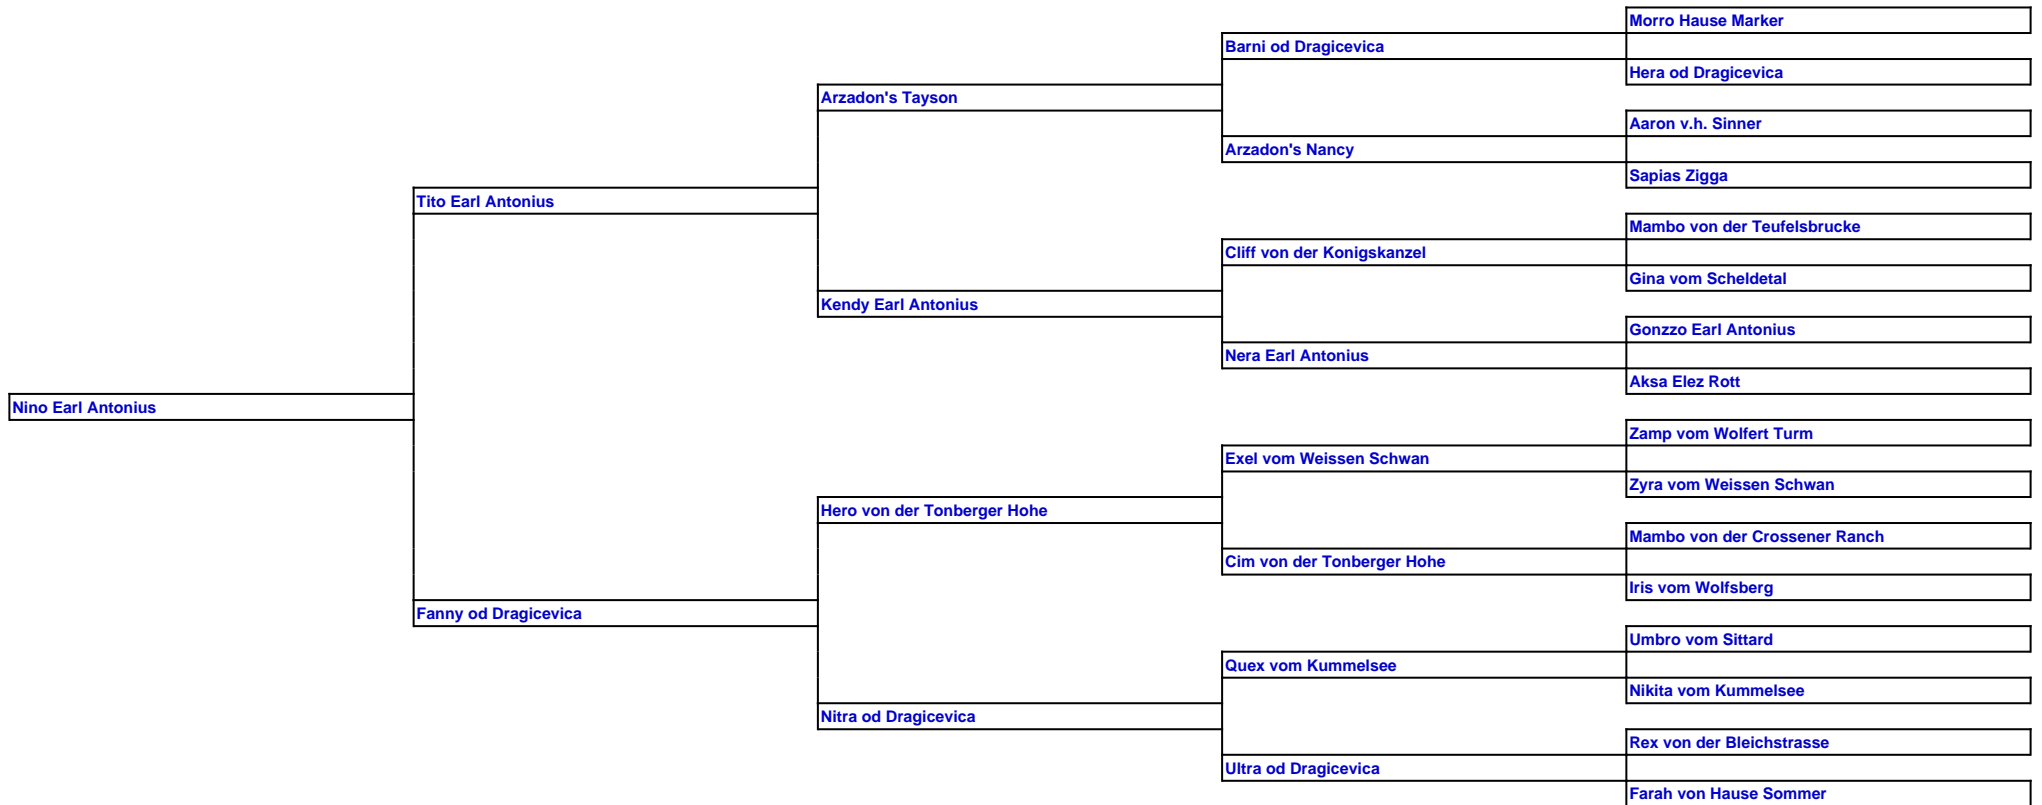 Morro Hause Marker
Barni od Dragicevica
Hera od Dragicevica
Arzadon's Tayson
Aaron v.h. Sinner
Arzadon's Nancy
Sapias Zigga
Tito Earl Antonius
Mambo von der Teufelsbrucke
Cliff von der Konigskanzel
Gina vom Scheldetal
Kendy Earl Antonius
Gonzzo Earl Antonius
Nera Earl Antonius
Aksa Elez Rott
Nino Earl Antonius
Zamp vom Wolfert Turm
Exel vom Weissen Schwan
Zyra vom Weissen Schwan
Hero von der Tonberger Hohe
Mambo von der Crossener Ranch
Cim von der Tonberger Hohe
Iris vom Wolfsberg
Fanny od Dragicevica
Umbro vom Sittard
Quex vom Kummelsee
Nikita vom Kummelsee
Nitra od Dragicevica
Rex von der Bleichstrasse
Ultra od Dragicevica
Farah von Hause Sommer